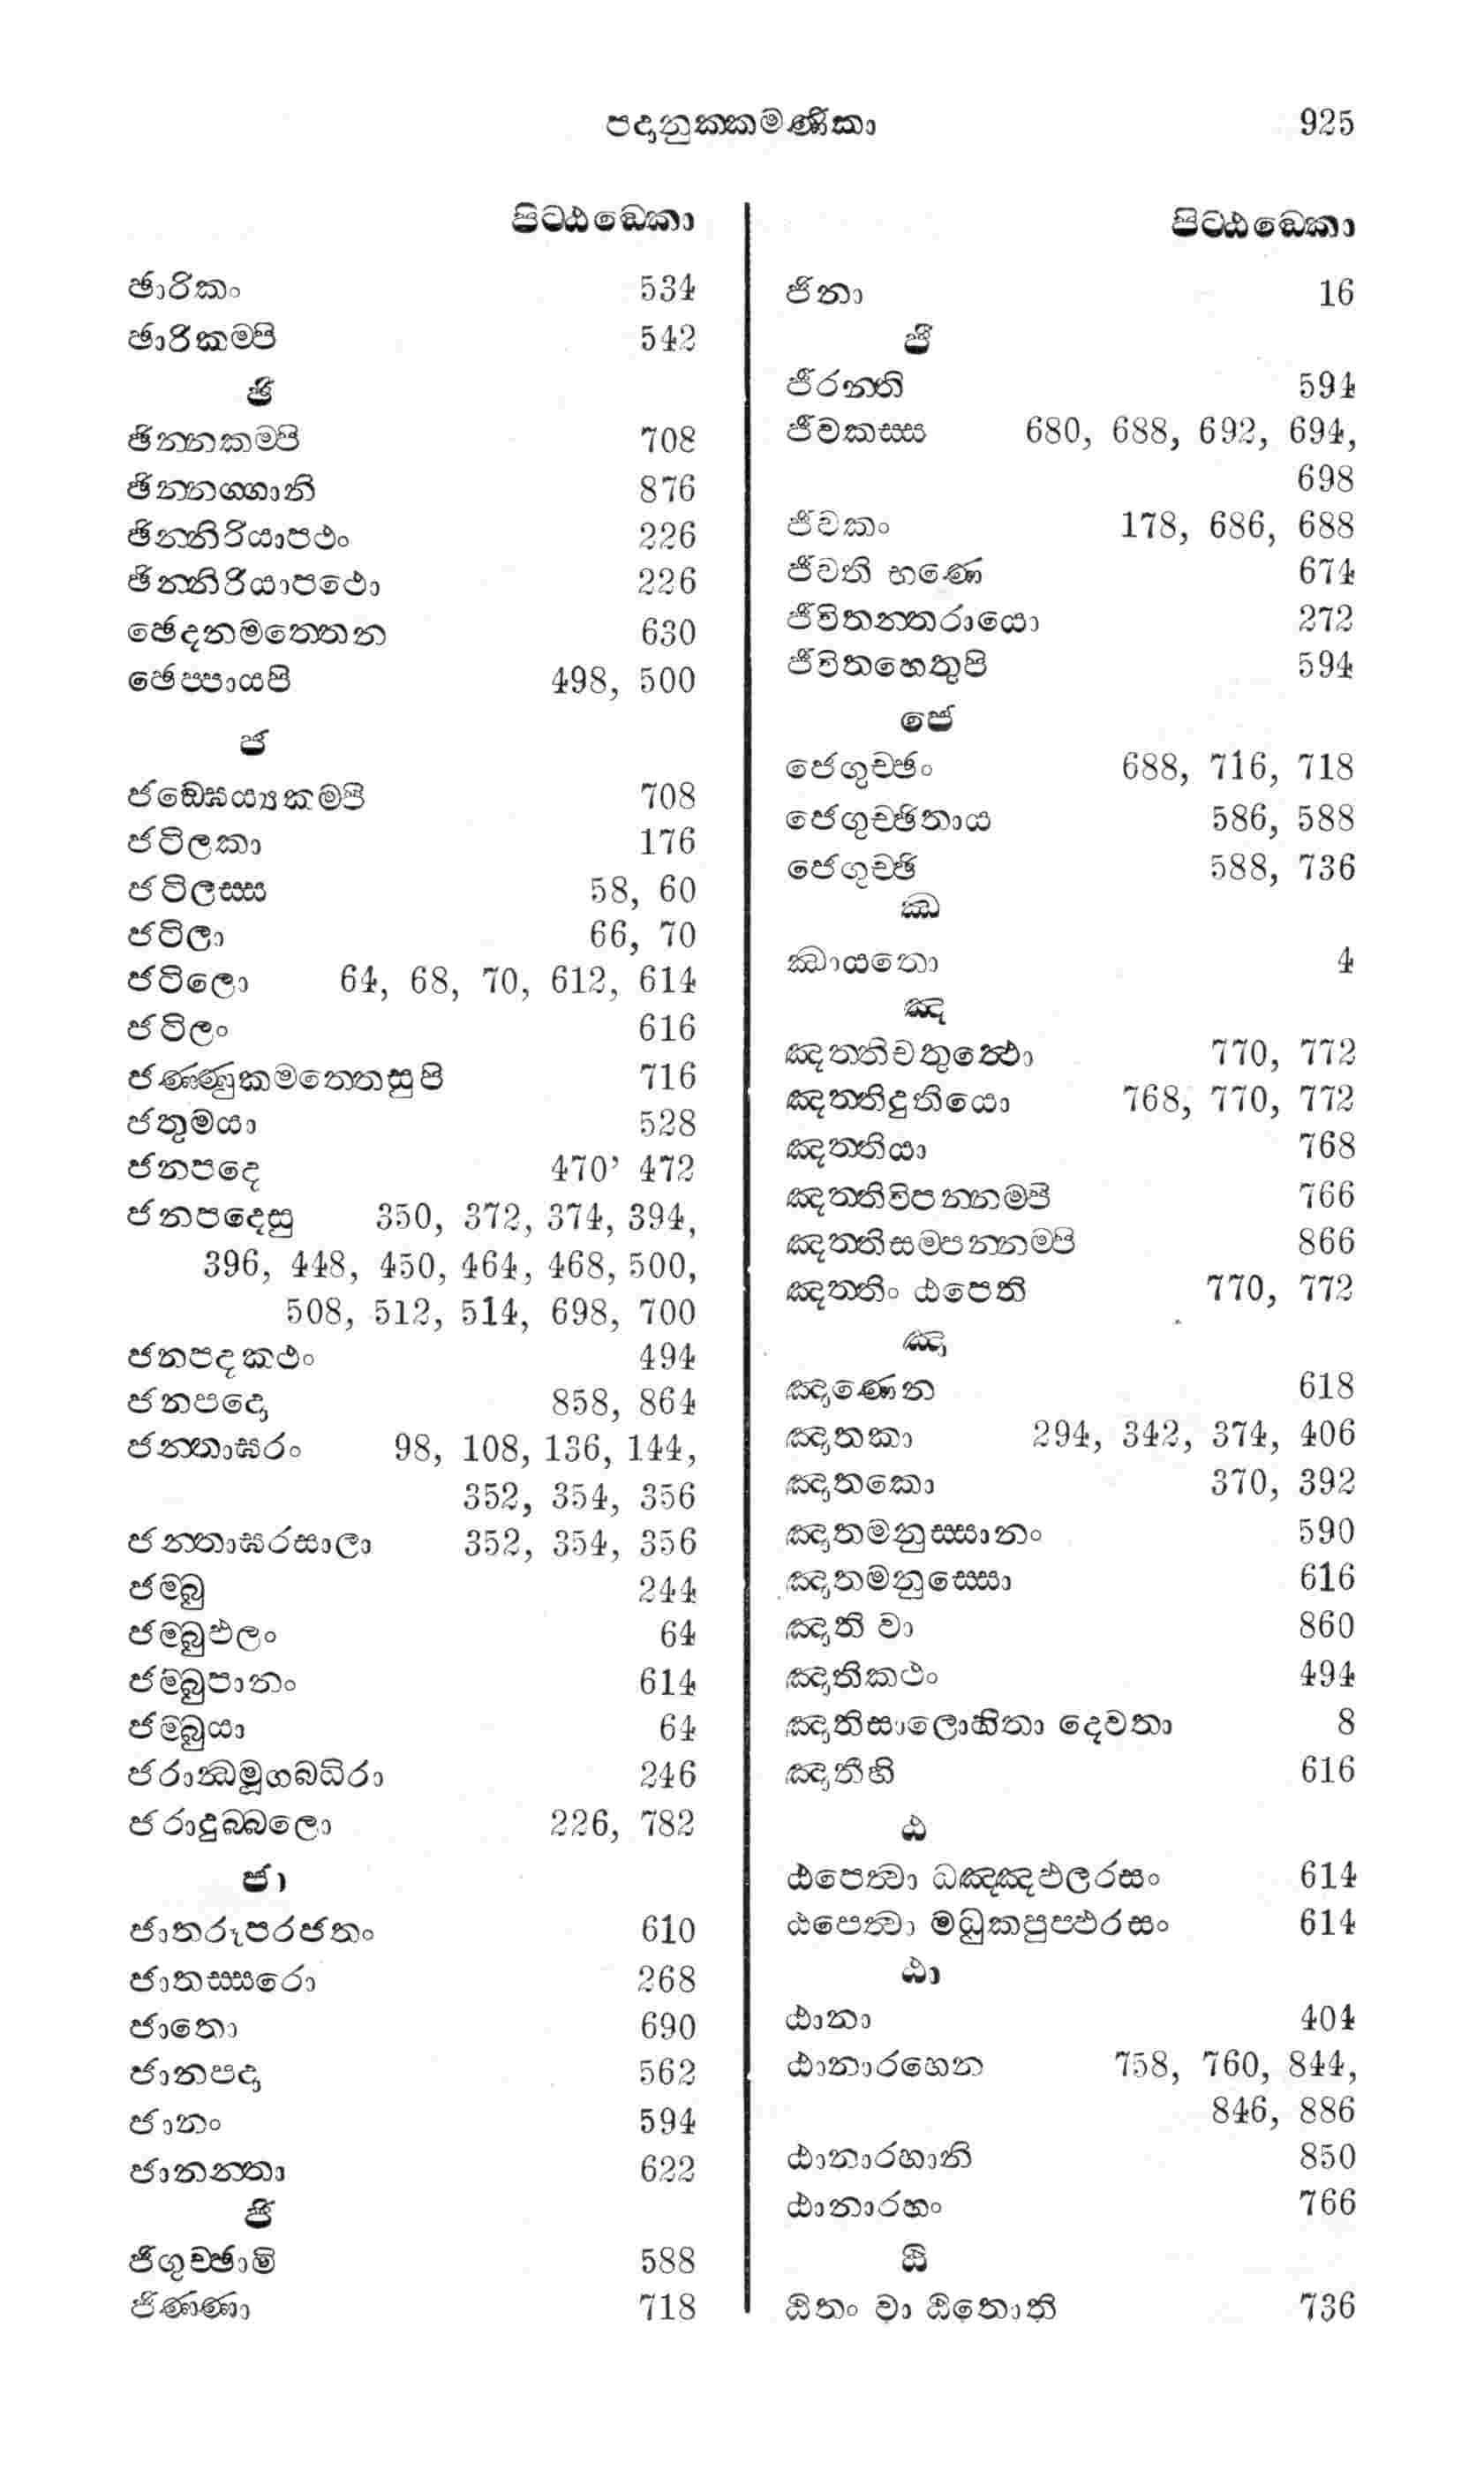 පදානුක්කමණිකා 925
පිට්ඨඞ්කො
ඡාරිකං 534
ඡාරිකම්පි 542
ඡි
ඡින්නකම්පි 708
ඡින්නග්ගානි 876
ඡින්නිරියාපථං 226
ඡින්නිරියාපථො 226
ඡෙදනමත්තෙන 630
ඡෙප්පායපි 498, 500
ජ
ජඞ්ඝෙය්‍යකම්පි 708
ජටිලකා 176
ජටිලස්ස 58, 60
ජටිලා 66, 70
ජටිලො 64, 68, 70, 612, 614
ජටිලං 616
ජණ්ණුකමත්තෙසුපි 716
ජතුමයා 528
ජනපදෙ 470’ 472
ජනපදෙසු 350, 372, 374, 394,
396, 448, 450, 464, 468, 500,
508, 512, 514, 698, 700
ජනපදකථං 494
ජනපදො 858, 864
ජන්තාඝරං 98, 108, 136, 144,
352, 354, 356
ජන්තාඝරසාලා 352, 354, 356
ජම්බු 244
ජම්බුඵලං 64
ජම්බුපානං 614
ජම්බුයා 64
ජරාන්ධමූගබධිරා 246
ජරාදුබ්බලො 226, 782
ජා
ජාතරූපරජතං 610
ජාතස්සරො 268
ජාතො 690
ජානපදා 562
ජානං 594
ජානන්තා 622
ජි
ජිගුච්ඡාමි 588
ජිණ්ණා 718
පිට්ඨඞ්කො
ජිනා 16
ජී
ජීරන්ති 594
ජීවකස්ස 680, 688, 692, 694,
698
ජීවකං 178, 686, 688
ජීවති භණෙ 674
ජීවිතන්තරායො 272
ජීවිතහෙතුපි 594
ජෙ
ජෙගුච්ඡං 688, 716, 718
ජෙගුච්ඡිතාය 586, 588
ජෙගුච්ඡි 588, 736
ඣ
ඣායතො 4
ඤ
ඤත්තිචතුත්ථො 770, 772
ඤත්තිදුතියො 768, 770, 772
ඤත්තියා 768
ඤත්තිවිපන්නම්පි 766
ඤත්තිසම්පන්නම්පි 866
ඤත්තිං ඨපෙති 770, 772
ඤා
ඤාණෙන 618
ඤාතකා 294, 342, 374, 406
ඤාතකො 370, 392
ඤාතමනුස්සානං 590
ඤාතමනුස්සො 616
ඤාති වා 860
ඤාතිකථං 494
ඤාතිසාලොහිතා දෙවතා 8
ඤාතීහි 616
ඨ
ඨපෙත්වා ධඤ්ඤඵලරසං 614
ඨපෙත්වා මධුකපුප්ඵරසං 614
ඨා
ඨානා 404
ඨානාරහෙන 758, 760, 844,
846, 886
ඨානාරහානි 850
ඨානාරහං 766
ඨි
ඨිතං වා ඨිතොති 736